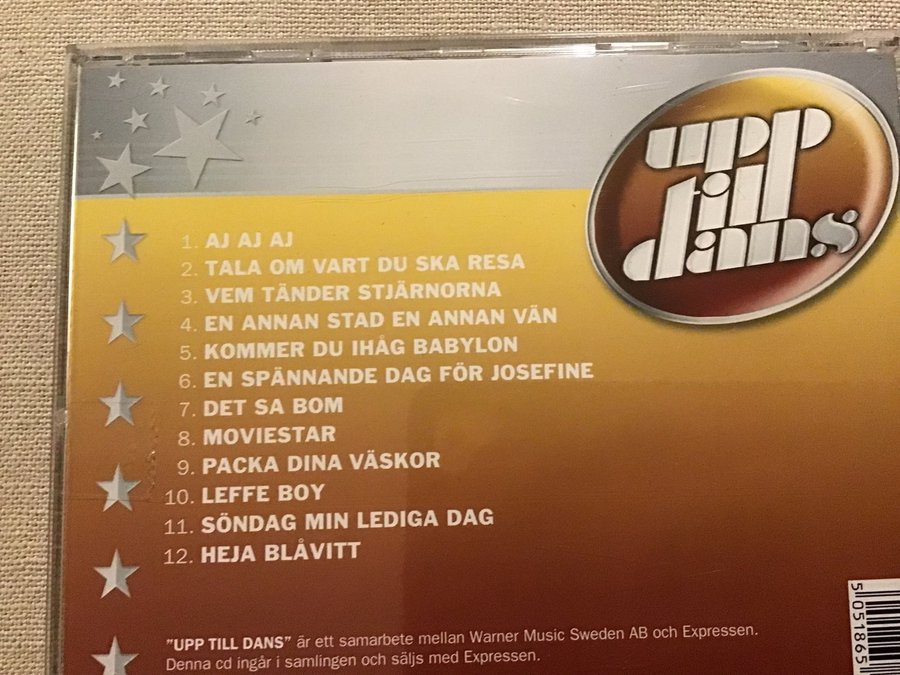 upp
till
dans
1. AJ AJ AJ
2. TALA OM VART DU SKA RESA
3. VEM TÄNDER STJÄRNORNA
4. EN ANNAN STAD EN ANNAN VÄN
5. KOMMER DU IHÅG BABYLON
6. EN SPÄNNANDE DAG FÖR JOSEFINE
7. DET SA BOM
8. MOVIESTAR
9. PACKA DINA VÄSKOR
10. LEFFE BOY
11. SÖNDAG MIN LEDIGA DAG
12. HEJA BLÅVITT
"UPP TILL DANS" är ett samarbete mellan Warner Music Sweden AB och Expressen.
Denna cd ingår i samlingen och säljs med Expressen.
5 051865